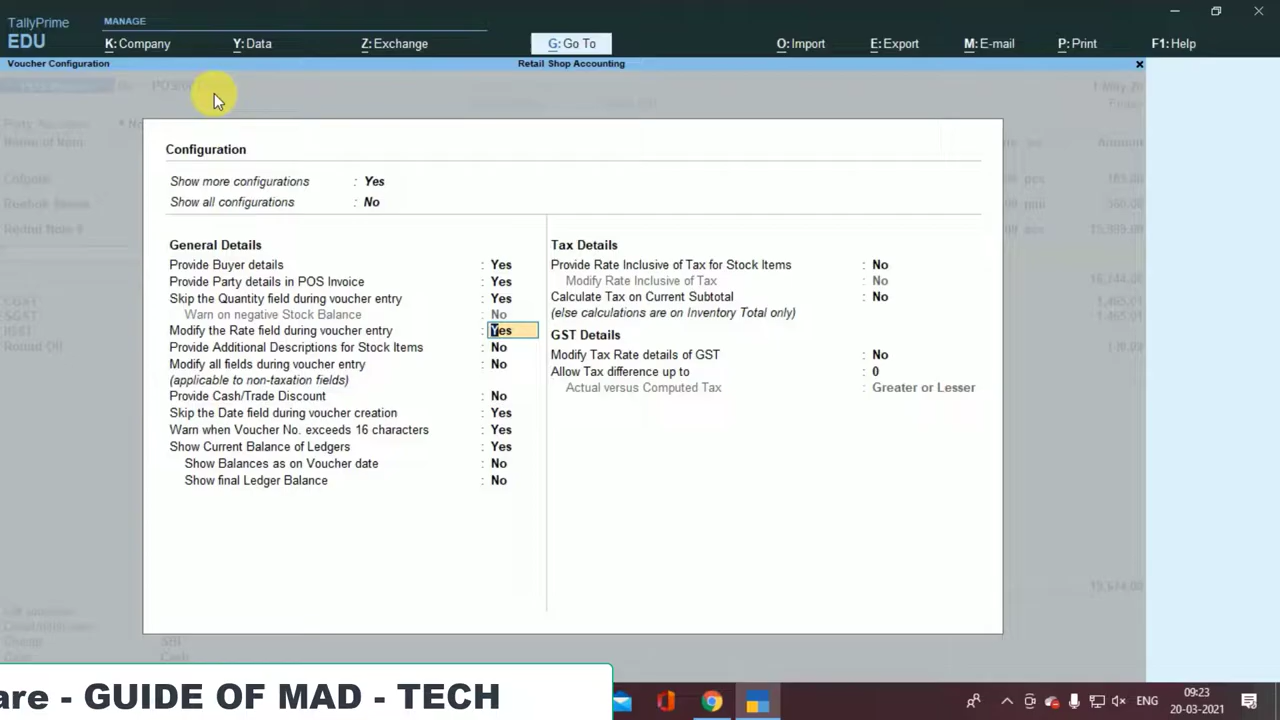 TallyPrime
MANAGE
EDU
K: Company
Y: Data
Z: Exchange
G: Go To
O: Import
E: Export
M: E-mail
P: Print
F1: Help
Voucher Configuration
Retail Shop Accounting
Configuration
Show more configurations : Yes
Show all configurations : No
General Details
Provide Buyer details : Yes
Provide Party details in POS Invoice : Yes
Skip the Quantity field during voucher entry : Yes
Warn on negative Stock Balance : No
Modify the Rate field during voucher entry : Yes
Provide Additional Descriptions for Stock Items : No
Modify all fields during voucher entry : No
(applicable to non-taxation fields)
Provide Cash/Trade Discount : No
Skip the Date field during voucher creation : Yes
Warn when Voucher No. exceeds 16 characters : Yes
Show Current Balance of Ledgers : Yes
Show Balances as on Voucher date : No
Show final Ledger Balance : No
Tax Details
Provide Rate Inclusive of Tax for Stock Items : No
Modify Rate Inclusive of Tax : No
Calculate Tax on Current Subtotal : No
(else calculations are on Inventory Total only)
GST Details
Modify Tax Rate details of GST : No
Allow Tax difference up to : 0
Actual versus Computed Tax : Greater or Lesser
Name of Item
Amount
SBI
Cash
are - GUIDE OF MAD - TECH
ENG
09:23
20-03-2021